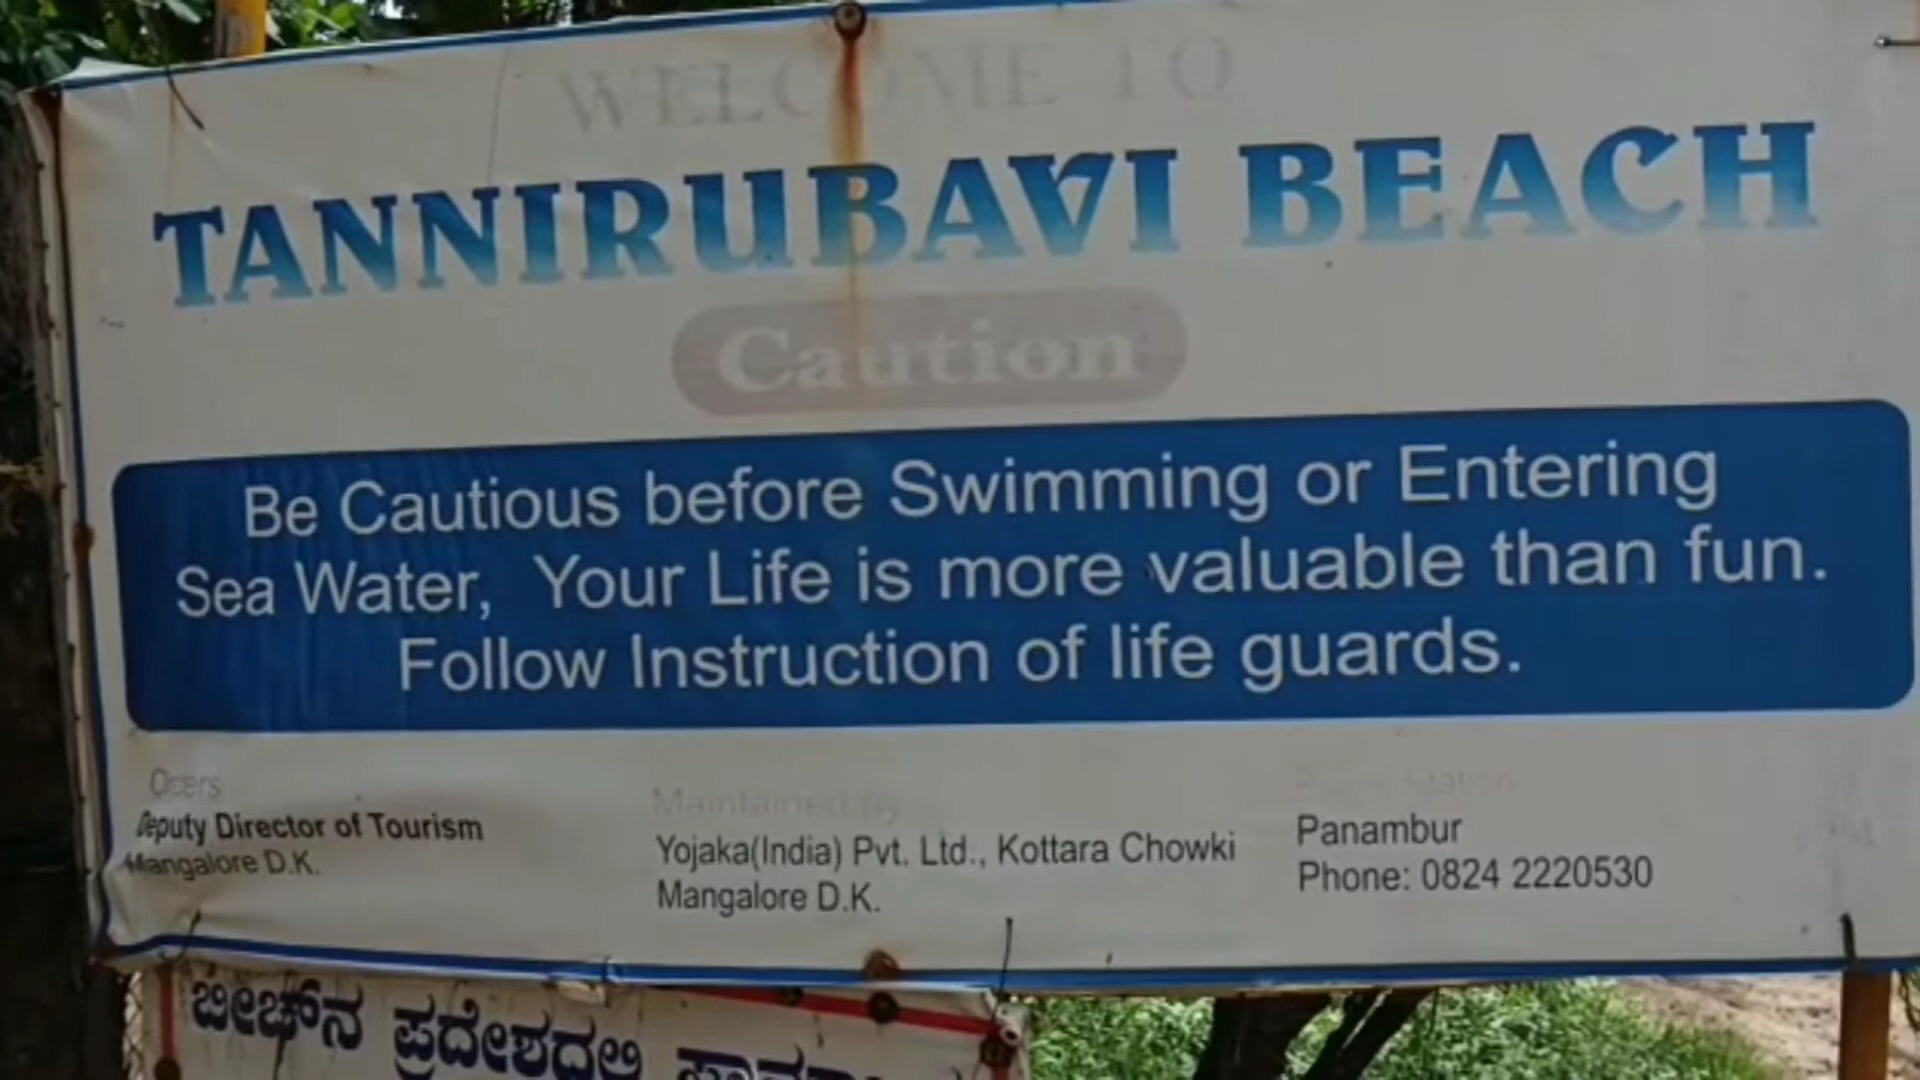 WELCOME TO
TANNIRUBAVI BEACH
Caution
Be Cautious before Swimming or Entering
Sea Water, Your Life is more valuable than fun.
Follow Instruction of life guards.
Orders
Deputy Director of Tourism
Mangalore D.K.
Maintained by
Yojaka(India) Pvt. Ltd., Kottara Chowki
Mangalore D.K.
Station
Panambur
Phone: 0824 2220530
ಬೀಚ್‌ನ ಪ್ರದೇಶದಲ್ಲಿ